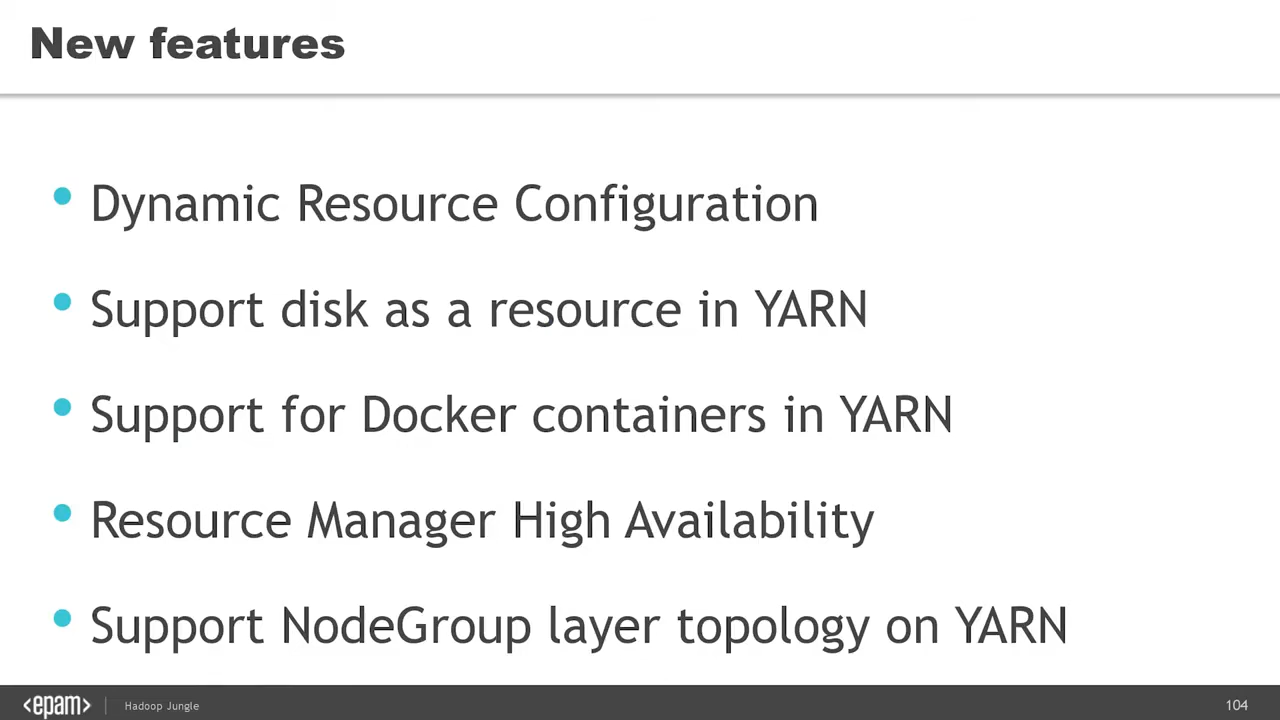 New features
• Dynamic Resource Configuration
• Support disk as a resource in YARN
• Support for Docker containers in YARN
• Resource Manager High Availability
• Support NodeGroup layer topology on YARN
<epam> | Hadoop Jungle 104